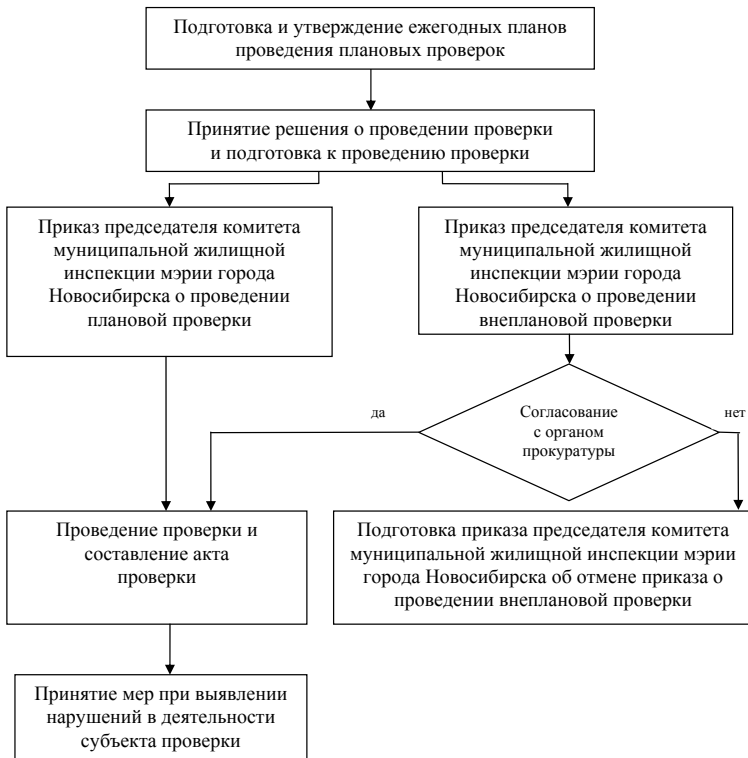 Подготовка и утверждение ежегодных планов
проведения плановых проверок
Принятие решения о проведении проверки
и подготовка к проведению проверки
Приказ председателя комитета
муниципальной жилищной
инспекции мэрии города
Новосибирска о проведении
плановой проверки
Приказ председателя комитета
муниципальной жилищной
инспекции мэрии города
Новосибирска о проведении
внеплановой проверки
да
Согласование
с органом
прокуратуры
нет
Проведение проверки и
составление акта
проверки
Подготовка приказа председателя комитета
муниципальной жилищной инспекции мэрии
города Новосибирска об отмене приказа о
проведении внеплановой проверки
Принятие мер при выявлении
нарушений в деятельности
субъекта проверки